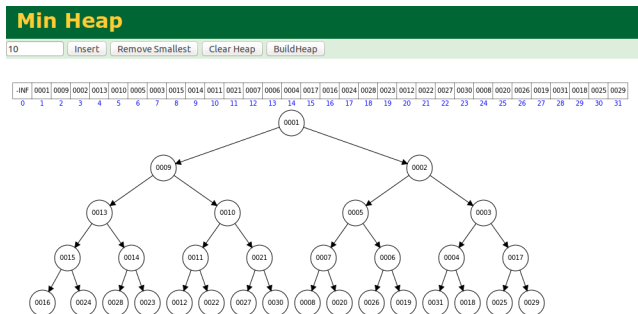 Min Heap
10 Insert Remove Smallest Clear Heap BuildHeap
-INF 0001 0009 0002 0013 0010 0005 0003 0015 0014 0011 0021 0007 0006 0004 0017 0016 0024 0028 0023 0012 0022 0027 0030 0008 0020 0026 0019 0031 0018 0025 0029
0 1 2 3 4 5 6 7 8 9 10 11 12 13 14 15 16 17 18 19 20 21 22 23 24 25 26 27 28 29 30 31
0001
0009 0002
0013 0010 0005 0003
0015 0014 0011 0021 0007 0006 0004 0017
0016 0024 0028 0023 0012 0022 0027 0030 0008 0020 0026 0019 0031 0018 0025 0029